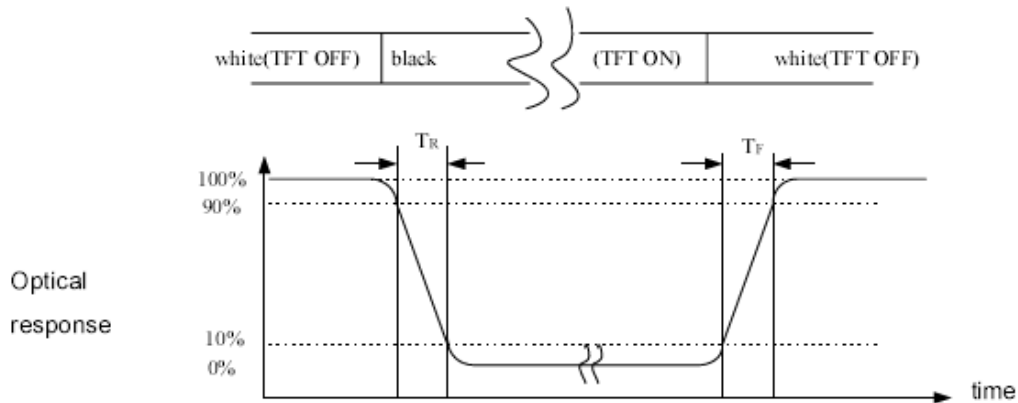 white(TFT OFF) black (TFT ON) white(TFT OFF)
TR TF
100%
90%
Optical
response
10%
0%
time